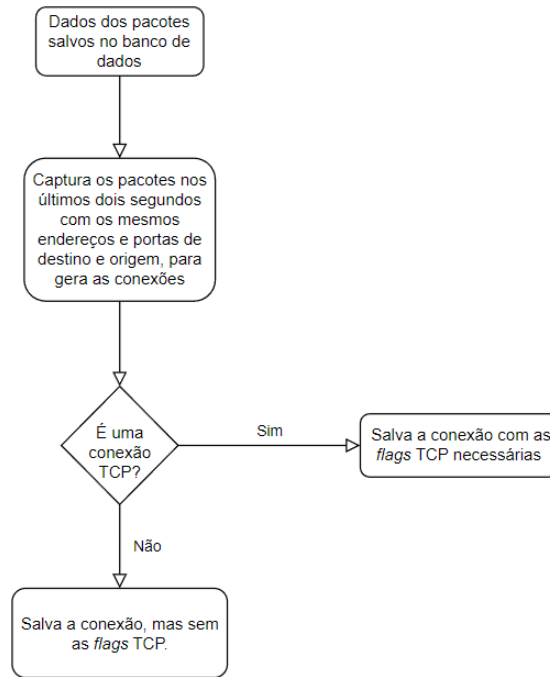 Dados dos pacotes
salvos no banco de
dados
Captura os pacotes nos
últimos dois segundos
com os mesmos
endereços e portas de
destino e origem, para
gera as conexões
É uma
conexão
TCP?
Sim
Salva a conexão com as
flags TCP necessárias
Não
Salva a conexão, mas sem
as flags TCP.